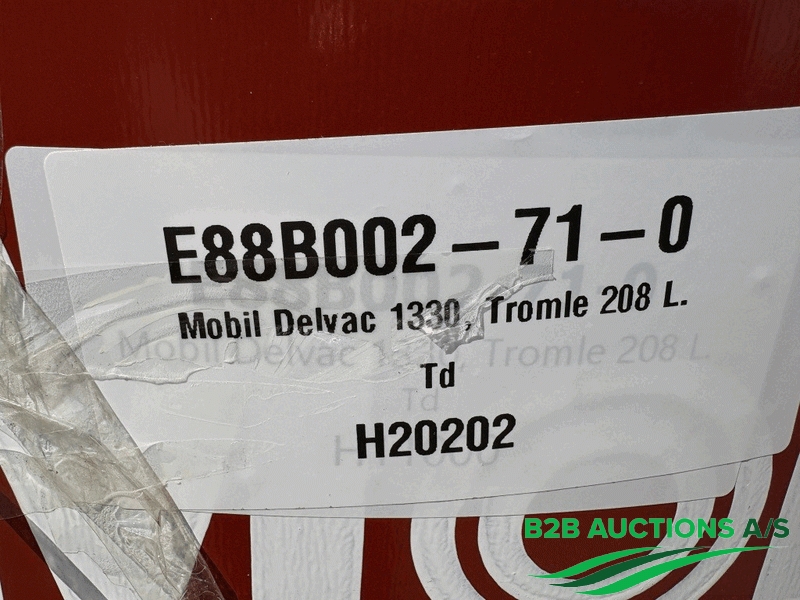 E88B002-71-0
Mobil Delvac 1330, Tromle 208 L.
Td
H20202
B2B AUCTIONS A/S